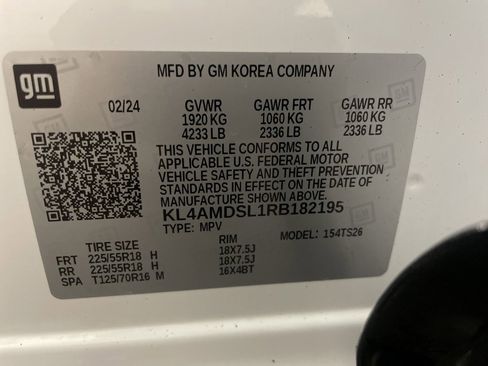 gm
MFD BY GM KOREA COMPANY
02/24 GVWR GAWR FRT GAWR RR
1920 KG 1060 KG 1060 KG
4233 LB 2336 LB 2336 LB
THIS VEHICLE CONFORMS TO ALL
APPLICABLE U.S. FEDERAL MOTOR
VEHICLE SAFETY AND THEFT PREVENTION
STANDARDS IN EFFECT ON THE DATE OF
MANUFACTURE SHOWN ABOVE.
KL4AMDSL1RB182195
TYPE: MPV MODEL: 154TS26
TIRE SIZE RIM
FRT 225/55R18 H 18X7.5J
RR 225/55R18 H 18X7.5J
SPA T125/70R16 M 16X4BT